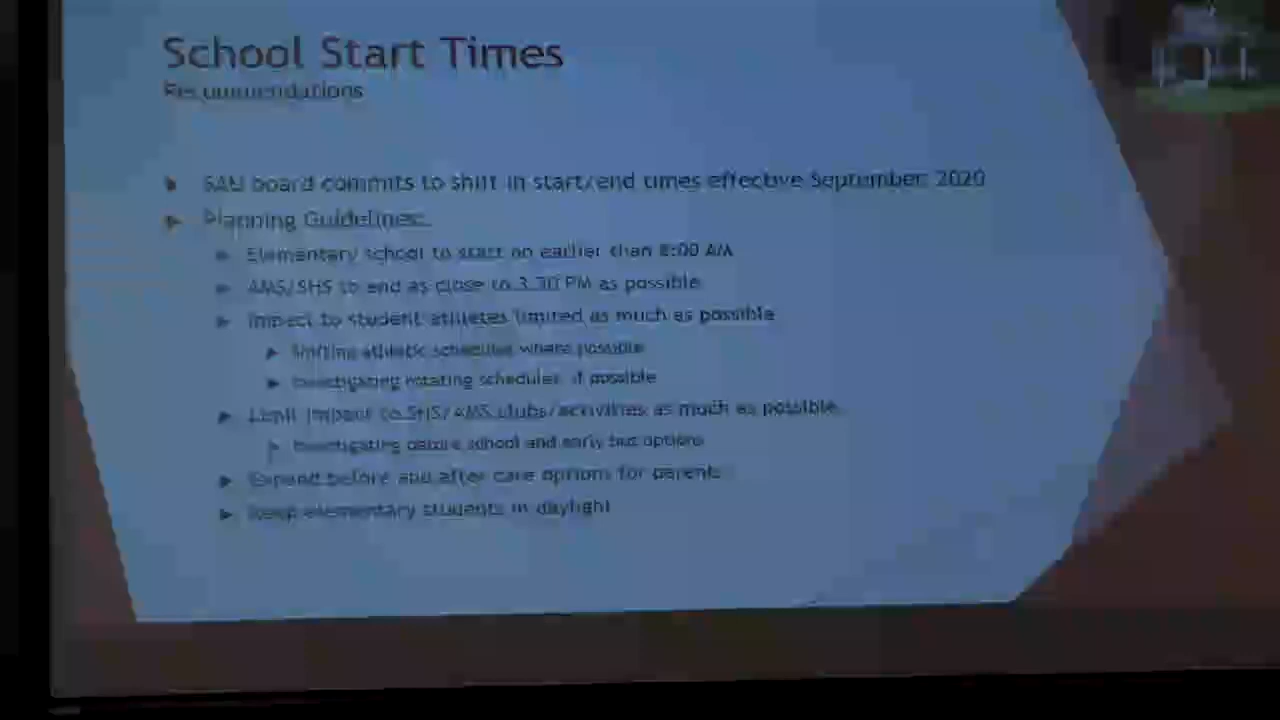 School Start Times
Recommendations
SAU board commits to shift in start/end times effective September 2020
Planning Guidelines:
Elementary school to start no earlier than 8:00 AM
AMS/SHS to end as close to 3:30 PM as possible
Impact to student athletes limited as much as possible
Shifting athletic schedules where possible
Investigating rotating schedules, if possible
Limit impact to SHS/AMS clubs/activities as much as possible
Investigating before school and early bus options
Expand before and after care options for parents
Keep elementary students in daylight